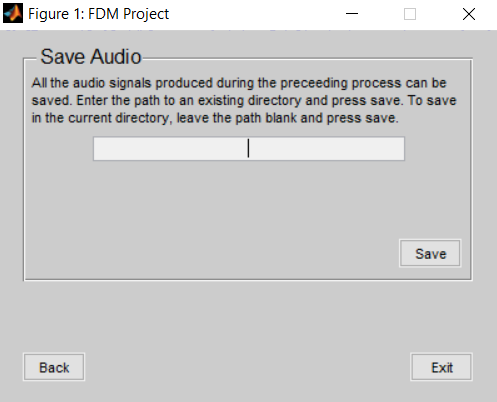 Figure 1: FDM Project
Save Audio
All the audio signals produced during the preceeding process can be
saved. Enter the path to an existing directory and press save. To save
in the current directory, leave the path blank and press save.
Save
Back
Exit